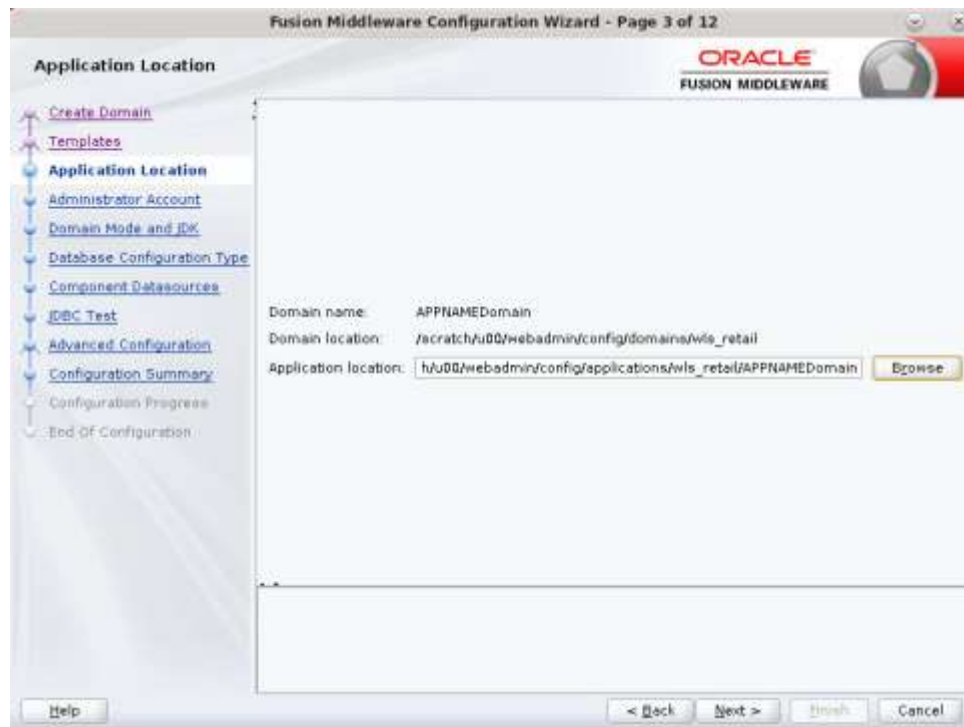 Fusion Middleware Configuration Wizard - Page 3 of 12
Application Location
ORACLE
FUSION MIDDLEWARE
Create Domain
Templates
Application Location
Administrator Account
Domain Mode and JDK
Database Configuration Type
Component Datasources
JDBC Test
Advanced Configuration
Configuration Summary
Configuration Progress
End Of Configuration
Domain name: APPNAMEDomain
Domain location: /scratch/u00/webadmin/config/domains/wls_retail
Application location: h/u00/webadmin/config/applications/wls_retail/APPNAMEDomain Browse
Help < Back Next > Finish Cancel